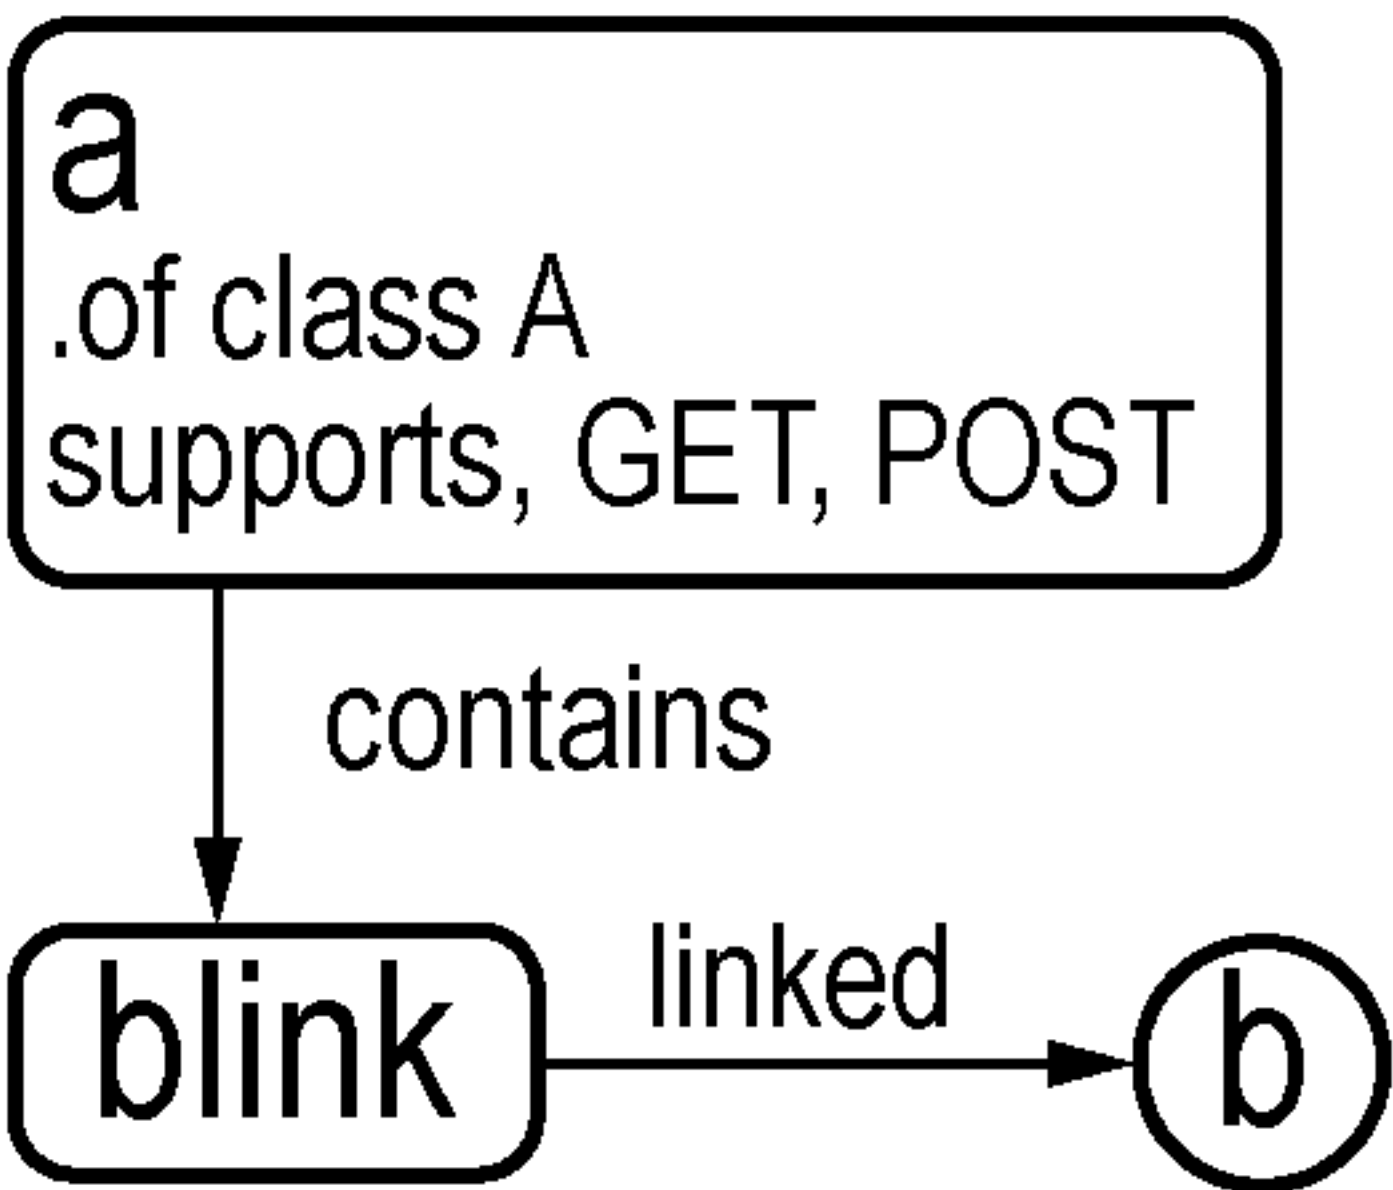 a
.of class A
supports, GET, POST
contains
linked
blink
b